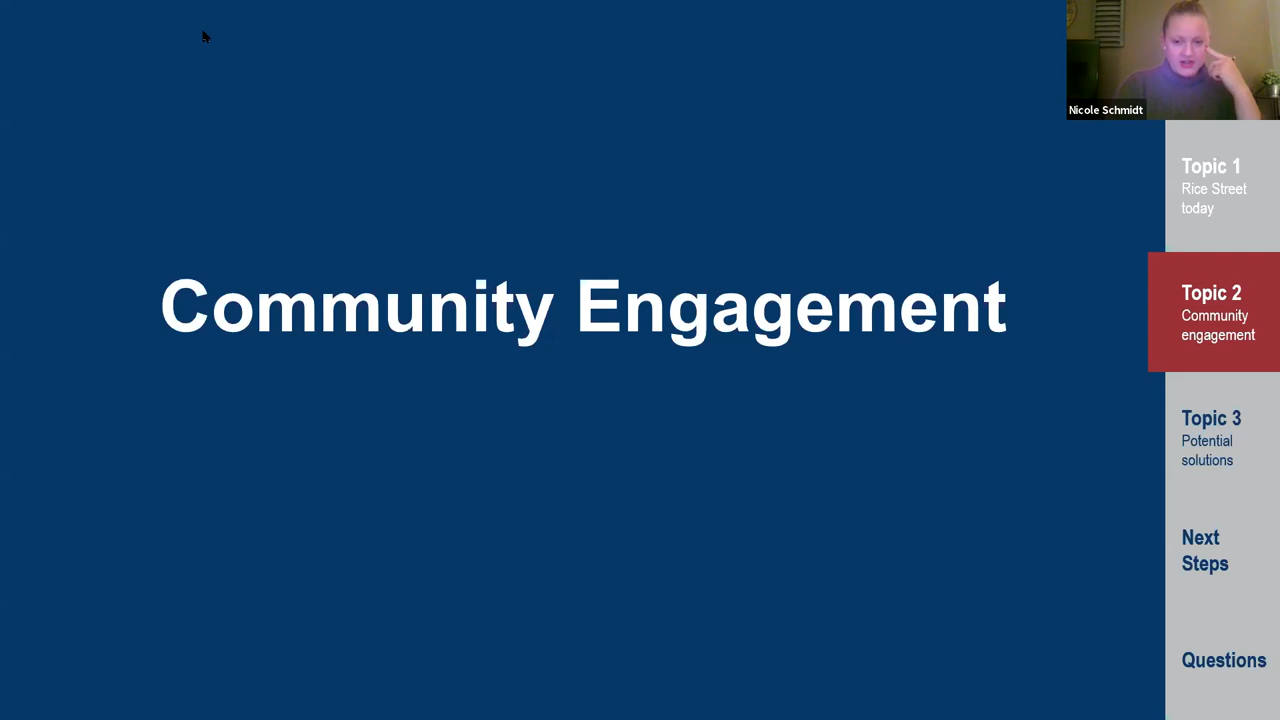 Nicole Schmidt
Community Engagement
Topic 1
Rice Street
today
Topic 2
Community
engagement
Topic 3
Potential
solutions
Next
Steps
Questions